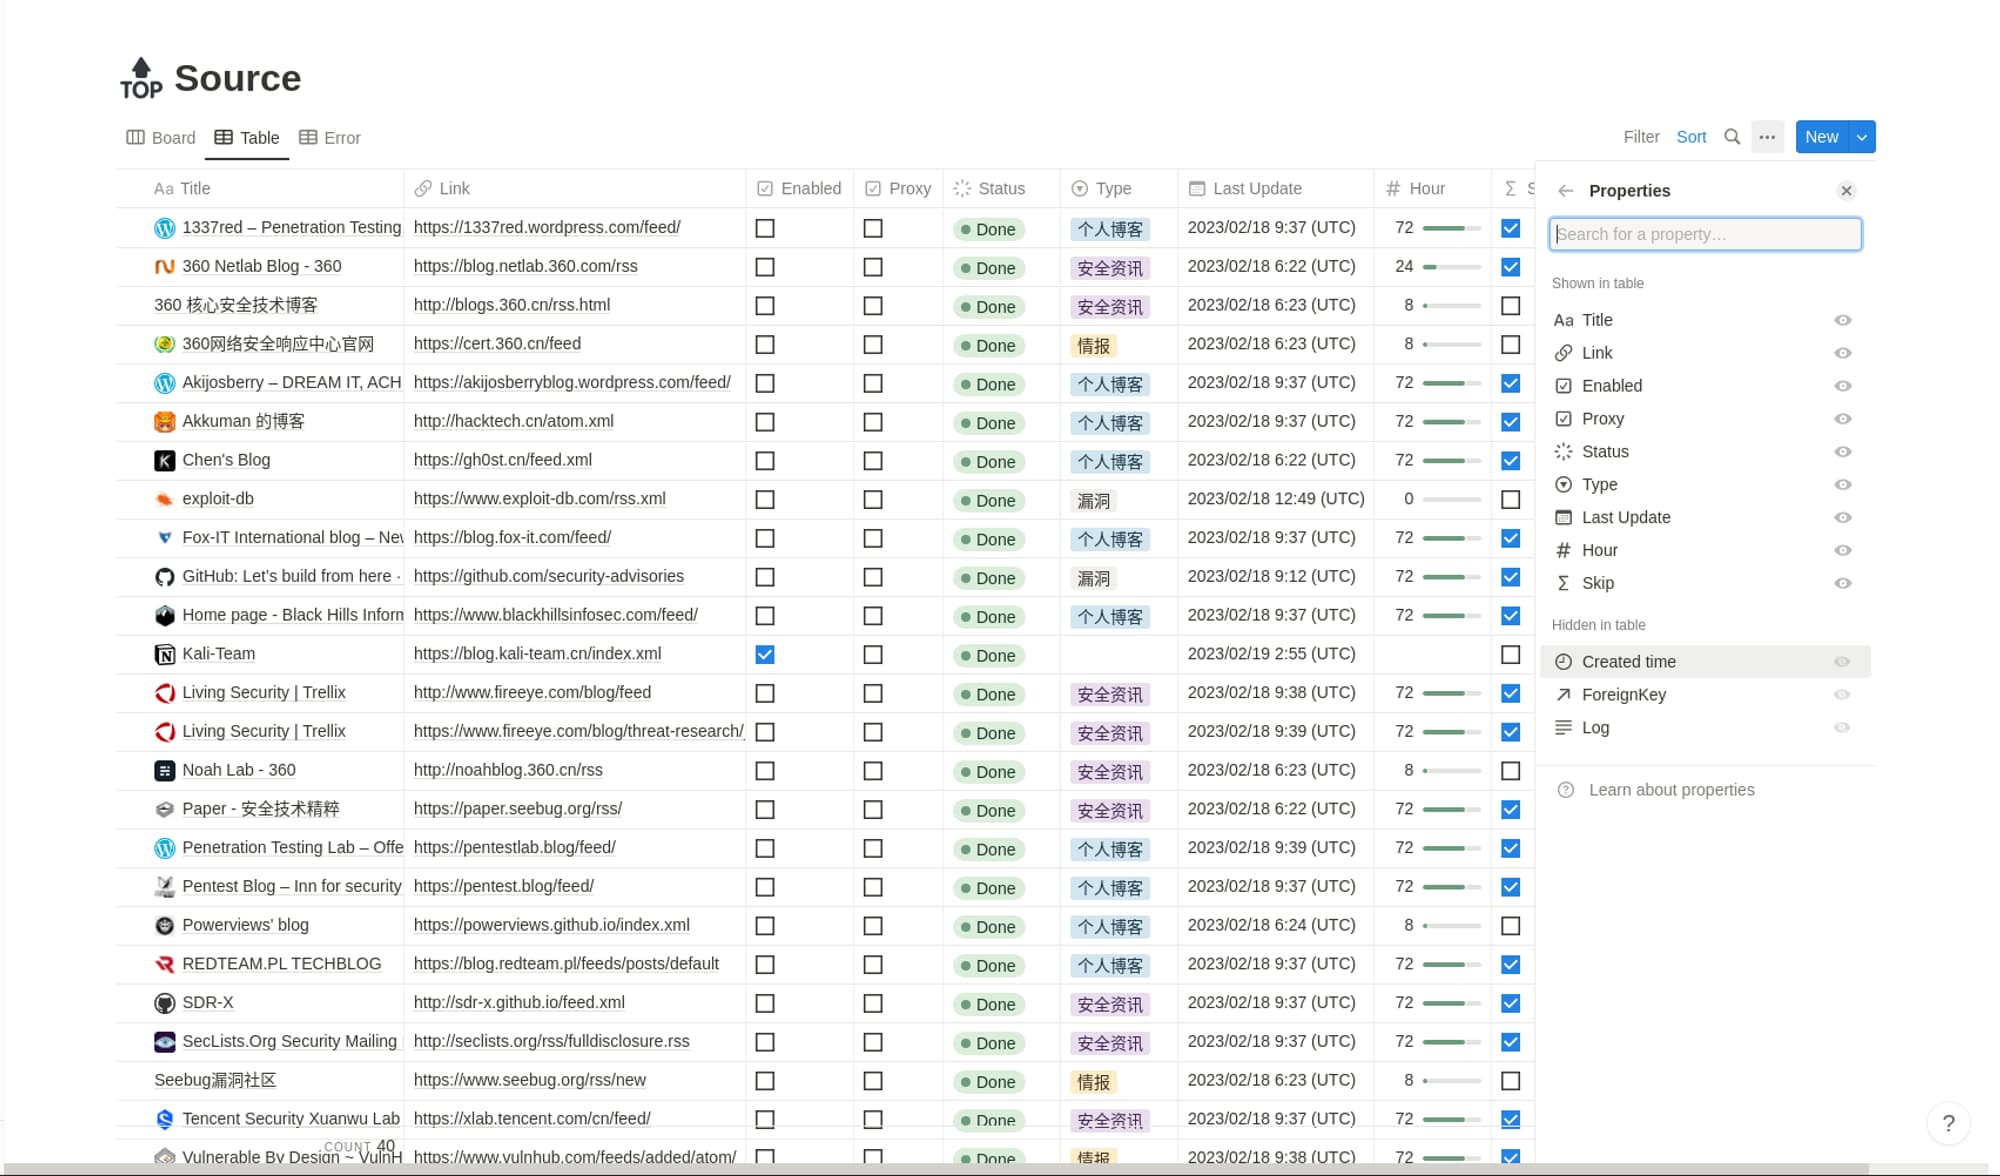 TOP Source
Board Table Error
Filter Sort New
Aa Title Link Enabled Proxy Status Type Last Update # Hour Σ
1337red – Penetration Testing https://1337red.wordpress.com/feed/ Done 个人博客 2023/02/18 9:37 (UTC) 72
360 Netlab Blog - 360 https://blog.netlab.360.com/rss Done 安全资讯 2023/02/18 6:22 (UTC) 24
360 核心安全技术博客 http://blogs.360.cn/rss.html Done 安全资讯 2023/02/18 6:23 (UTC) 8
360网络安全响应中心官网 https://cert.360.cn/feed Done 情报 2023/02/18 6:23 (UTC) 8
Akijosberry – DREAM IT, ACH https://akijosberryblog.wordpress.com/feed/ Done 个人博客 2023/02/18 9:37 (UTC) 72
Akkuman 的博客 http://hacktech.cn/atom.xml Done 个人博客 2023/02/18 9:37 (UTC) 72
Chen's Blog https://gh0st.cn/feed.xml Done 个人博客 2023/02/18 6:22 (UTC) 72
exploit-db https://www.exploit-db.com/rss.xml Done 漏洞 2023/02/18 12:49 (UTC) 0
Fox-IT International blog – Nev https://blog.fox-it.com/feed/ Done 个人博客 2023/02/18 9:37 (UTC) 72
GitHub: Let's build from here · https://github.com/security-advisories Done 漏洞 2023/02/18 9:12 (UTC) 72
Home page - Black Hills Inform https://www.blackhillsinfosec.com/feed/ Done 个人博客 2023/02/18 9:37 (UTC) 72
Kali-Team https://blog.kali-team.cn/index.xml Done 2023/02/19 2:55 (UTC)
Living Security | Trellix http://www.fireeye.com/blog/feed Done 安全资讯 2023/02/18 9:38 (UTC) 72
Living Security | Trellix https://www.fireeye.com/blog/threat-research/ Done 安全资讯 2023/02/18 9:39 (UTC) 72
Noah Lab - 360 http://noahblog.360.cn/rss Done 安全资讯 2023/02/18 6:23 (UTC) 8
Paper - 安全技术精粹 https://paper.seebug.org/rss/ Done 安全资讯 2023/02/18 6:22 (UTC) 72
Penetration Testing Lab – Offe https://pentestlab.blog/feed/ Done 个人博客 2023/02/18 9:39 (UTC) 72
Pentest Blog – Inn for security https://pentest.blog/feed/ Done 个人博客 2023/02/18 9:37 (UTC) 72
Powerviews' blog https://powerviews.github.io/index.xml Done 个人博客 2023/02/18 6:24 (UTC) 8
REDTEAM.PL TECHBLOG https://blog.redteam.pl/feeds/posts/default Done 个人博客 2023/02/18 9:37 (UTC) 72
SDR-X http://sdr-x.github.io/feed.xml Done 安全资讯 2023/02/18 9:37 (UTC) 72
SecLists.Org Security Mailing http://seclists.org/rss/fulldisclosure.rss Done 安全资讯 2023/02/18 9:37 (UTC) 72
Seebug漏洞社区 https://www.seebug.org/rss/new Done 情报 2023/02/18 6:23 (UTC) 8
Tencent Security Xuanwu Lab https://xlab.tencent.com/cn/feed/ Done 安全资讯 2023/02/18 9:37 (UTC) 72
COUNT 40
Vulnerable By Design ~ VulnH https://www.vulnhub.com/feeds/added/atom/ Done 情报 2023/02/18 9:38 (UTC) 72
Properties
Search for a property…
Shown in table
Aa Title
Link
Enabled
Proxy
Status
Type
Last Update
# Hour
Σ Skip
Hidden in table
Created time
ForeignKey
Log
? Learn about properties
?